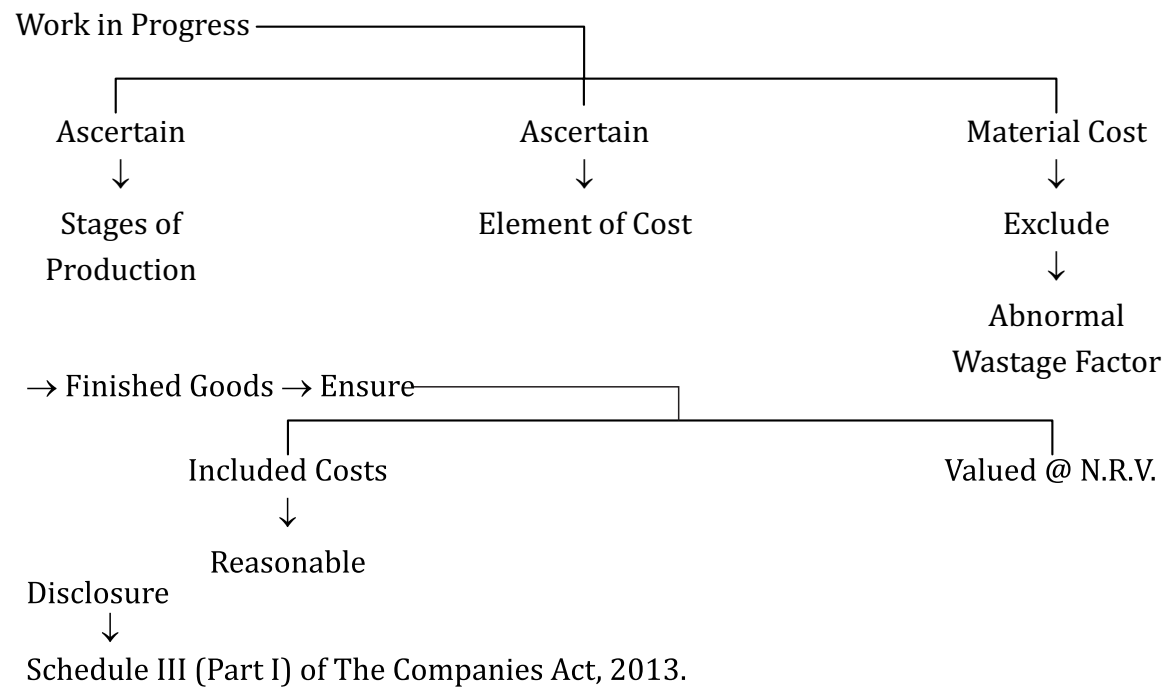 Work in Progress
Ascertain Ascertain Material Cost
↓ ↓ ↓
Stages of Element of Cost Exclude
Production ↓
Abnormal
Wastage Factor
→ Finished Goods → Ensure
Included Costs Valued @ N.R.V.
↓
Reasonable
Disclosure
↓
Schedule III (Part I) of The Companies Act, 2013.